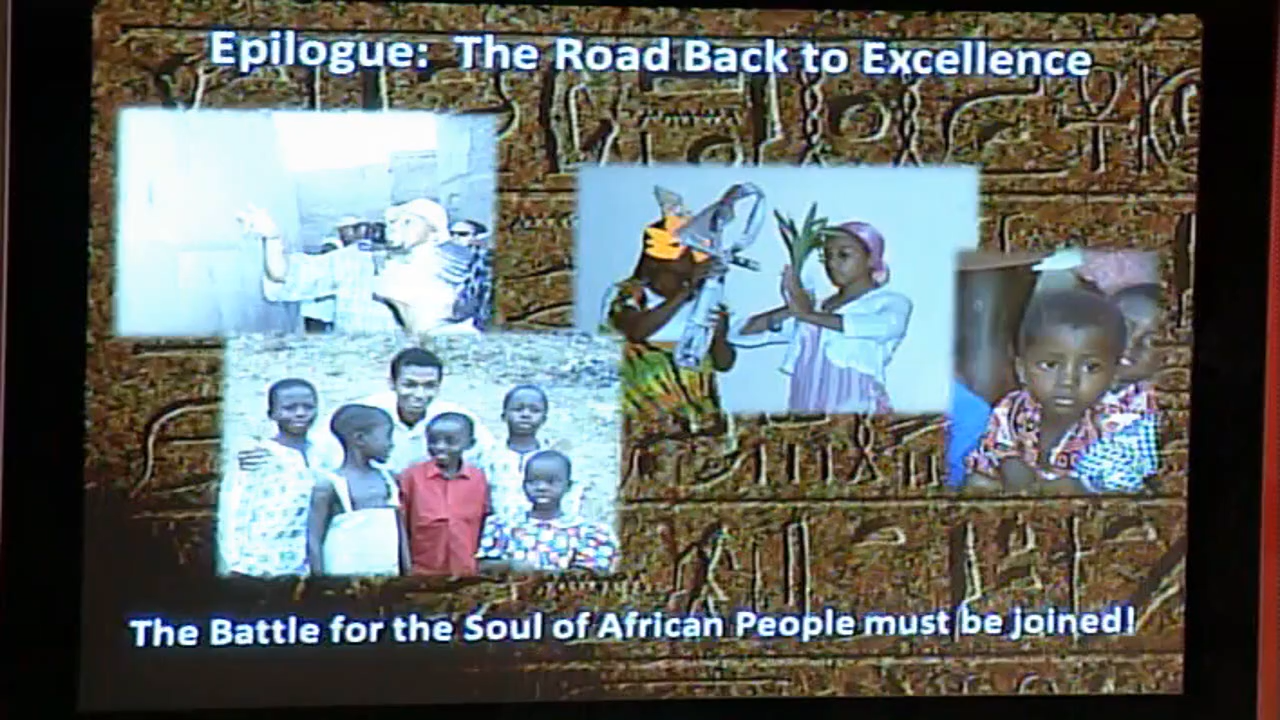 Epilogue: The Road Back to Excellence
The Battle for the Soul of African People must be joined!